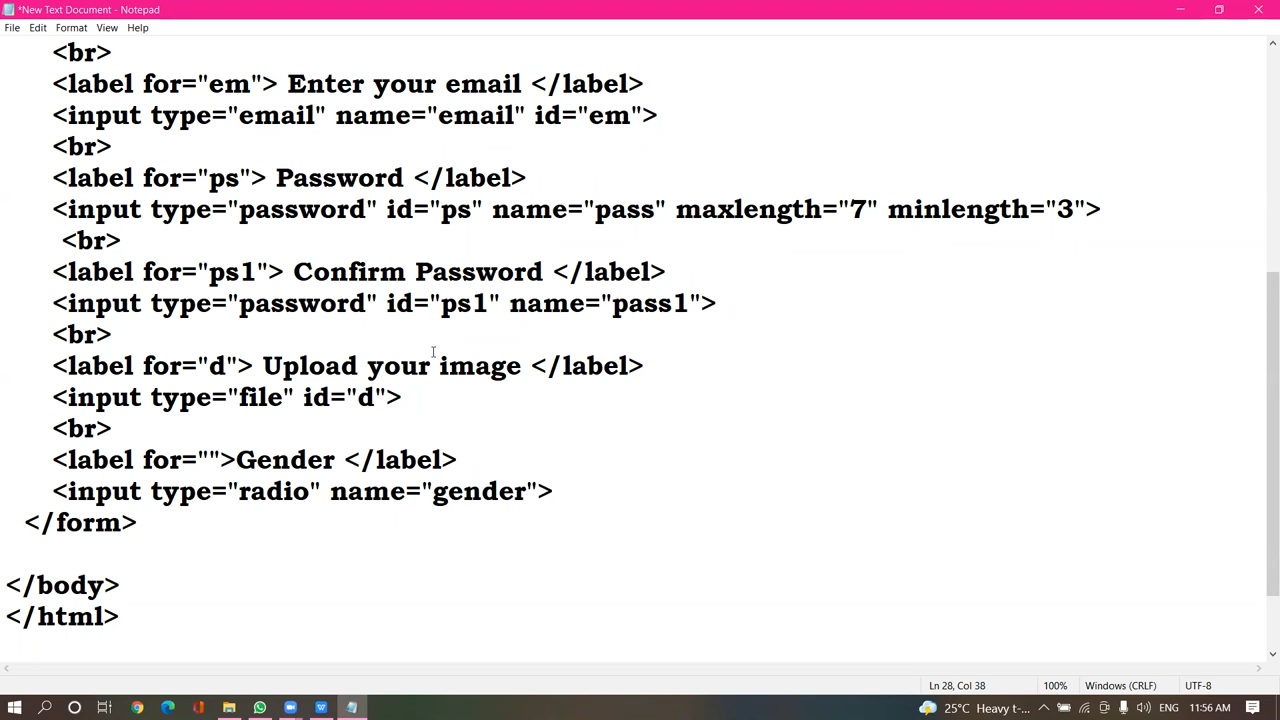 *New Text Document - Notepad
File Edit Format View Help
<br>
<label for="em"> Enter your email </label>
<input type="email" name="email" id="em">
<br>
<label for="ps"> Password </label>
<input type="password" id="ps" name="pass" maxlength="7" minlength="3">
<br>
<label for="ps1"> Confirm Password </label>
<input type="password" id="ps1" name="pass1">
<br>
<label for="d"> Upload your image </label>
<input type="file" id="d">
<br>
<label for="">Gender </label>
<input type="radio" name="gender">
</form>
</body>
</html>
Ln 28, Col 38 100% Windows (CRLF) UTF-8
25°C Heavy t-... ENG 11:56 AM